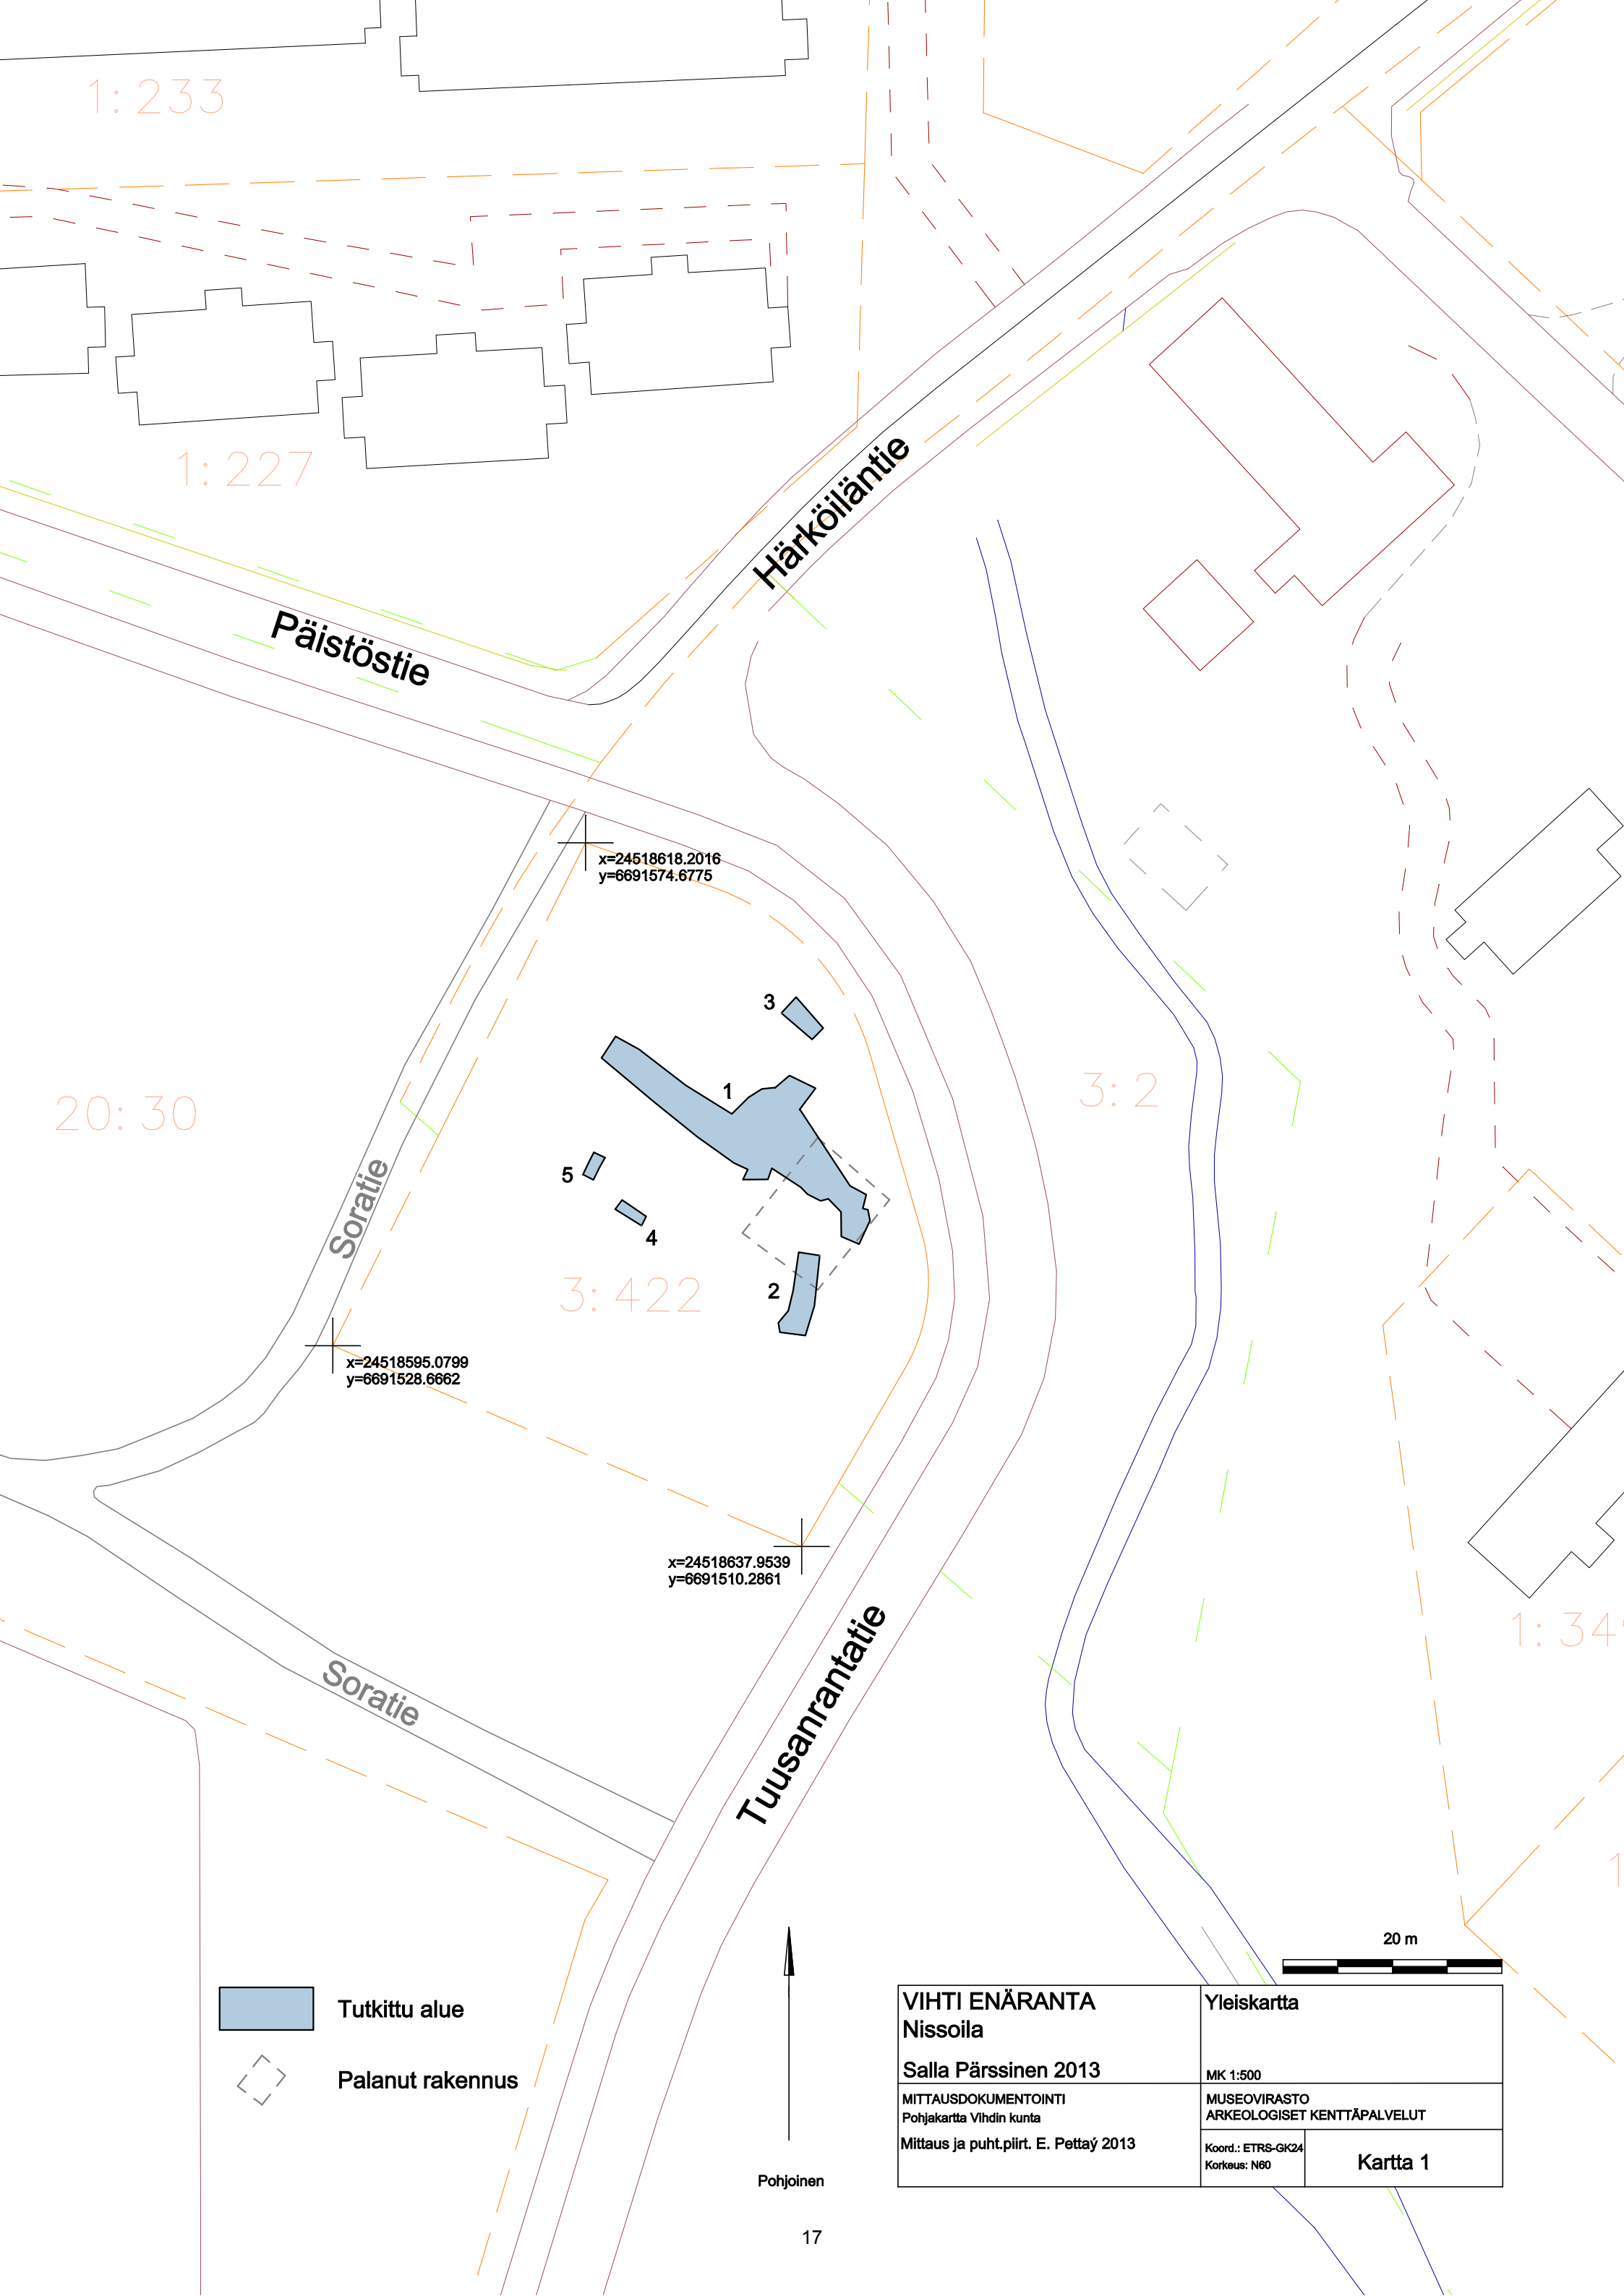 1:233
1:227
Härköiläntie
Päistöstie
x=24518618.2016
y=6691574.6775
3
1
20:30
3:2
5
Soratie
4
3:422
2
x=24518595.0799
y=6691528.6662
x=24518637.9539
y=6691510.2861
Tuusanrantatie
Soratie
20 m
Tutkittu alue
Palanut rakennus
Pohjoinen
VIHTI ENÄRANTA
Nissoila
Salla Pärssinen 2013
Yleiskartta
MK 1:500
MITTAUSDOKUMENTOINTI
Pohjakartta Vihdin kunta
Mittaus ja puht.piirt. E. Pettaý 2013
MUSEOVIRASTO
ARKEOLOGISET KENTTÄPALVELUT
Koord.: ETRS-GK24
Korkeus: N60
Kartta 1
17